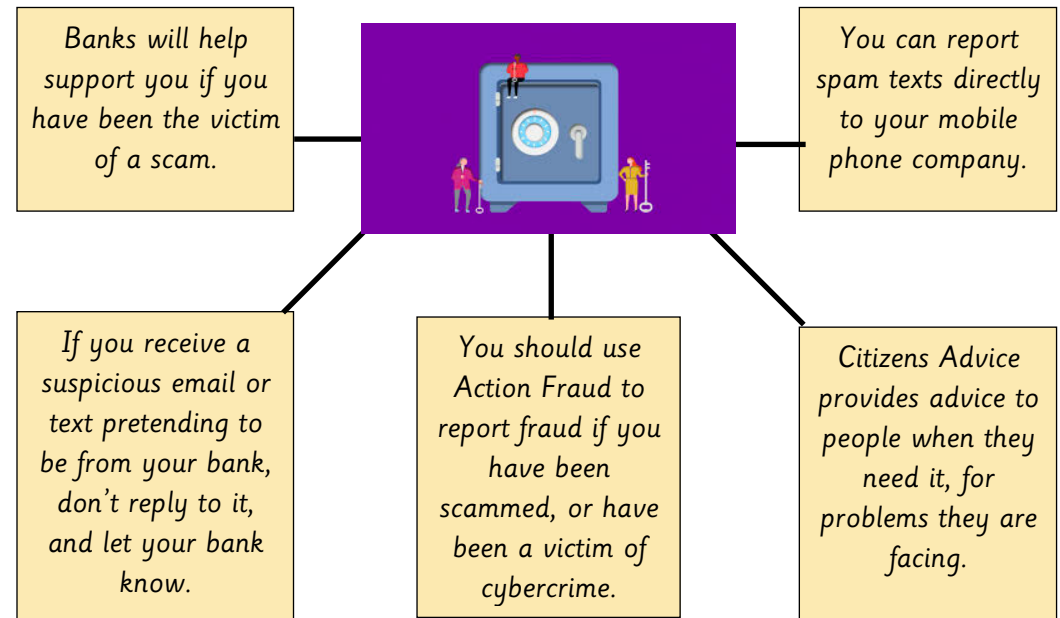 Banks will help
support you if you
have been the victim
of a scam.
You can report
spam texts directly
to your mobile
phone company.
If you receive a
suspicious email or
text pretending to
be from your bank,
don't reply to it,
and let your bank
know.
You should use
Action Fraud to
report fraud if you
have been
scammed, or have
been a victim of
cybercrime.
Citizens Advice
provides advice to
people when they
need it, for
problems they are
facing.